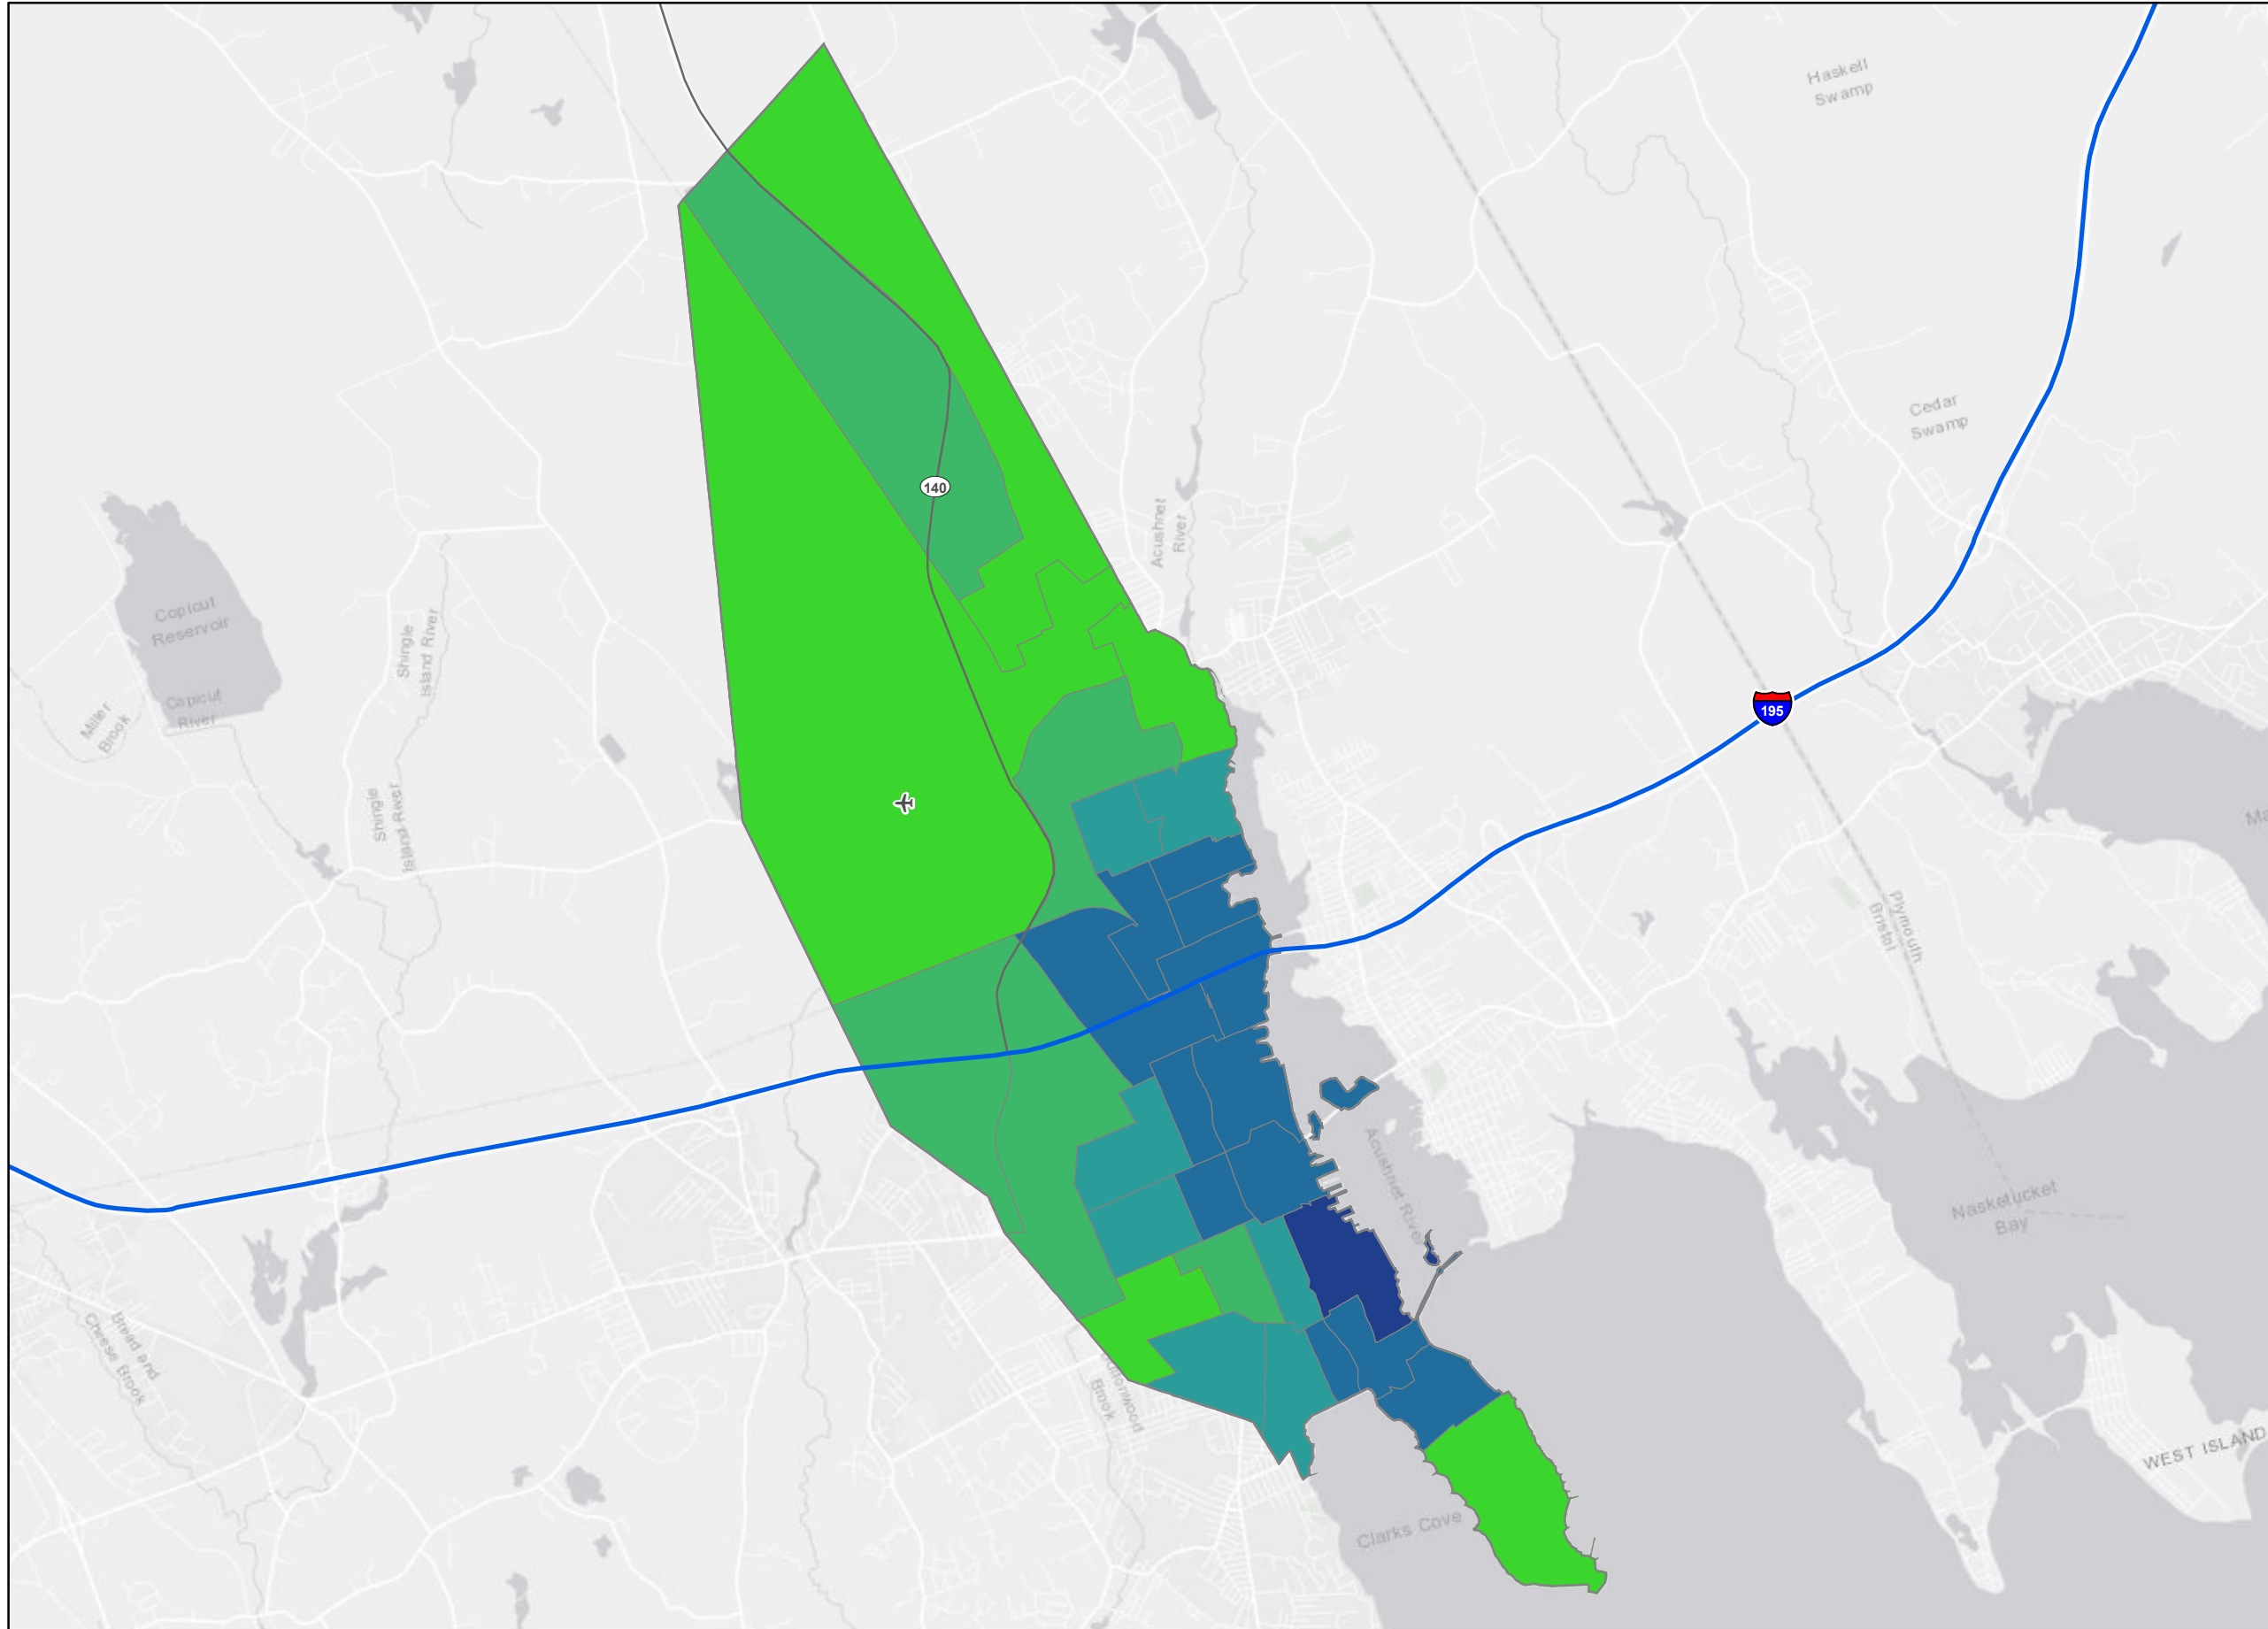 Haskell
Swamp
Cedar
Swamp
140
Acushnet
River
Copicut
Reservoir
Shingle
Island River
Copicut
River
Miller
Brook
195
Shingle
Island River
Plymouth
Bristol
Acushnet River
Nasketucket
Bay
Bread and
Cheese Brook
Brook
WEST ISLAND
Clarks Cove